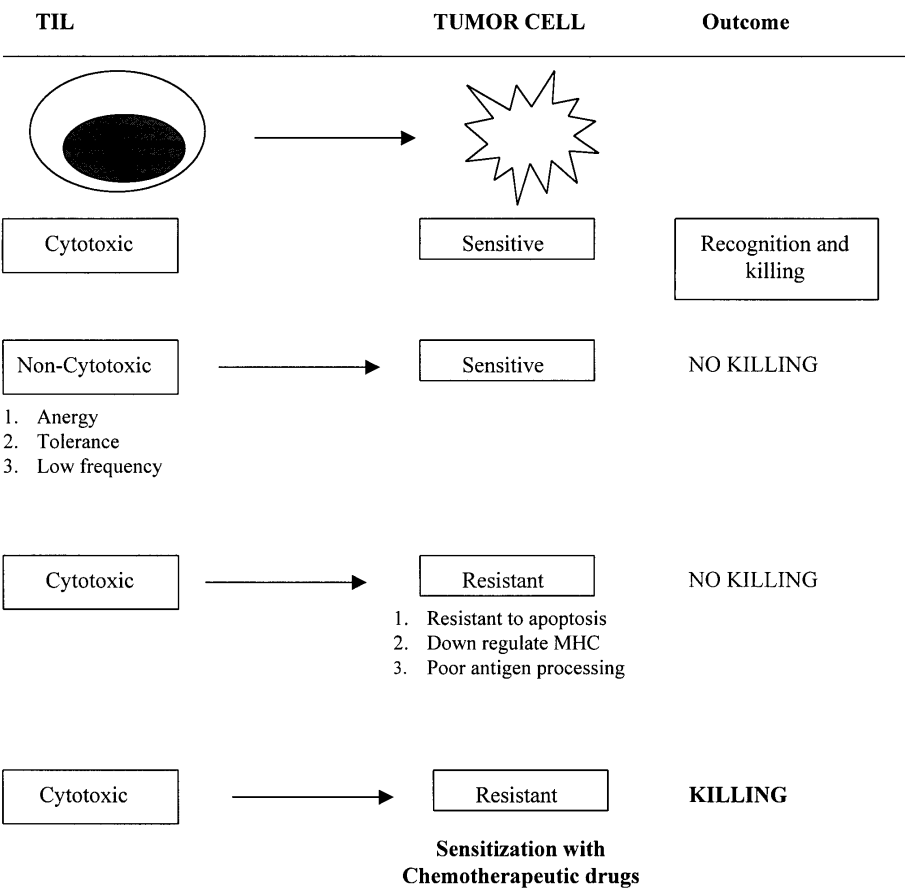 TIL TUMOR CELL Outcome
Cytotoxic Sensitive Recognition and
killing
Non-Cytotoxic Sensitive NO KILLING
1. Anergy
2. Tolerance
3. Low frequency
Cytotoxic Resistant NO KILLING
1. Resistant to apoptosis
2. Down regulate MHC
3. Poor antigen processing
Cytotoxic Resistant KILLING
Sensitization with
Chemotherapeutic drugs